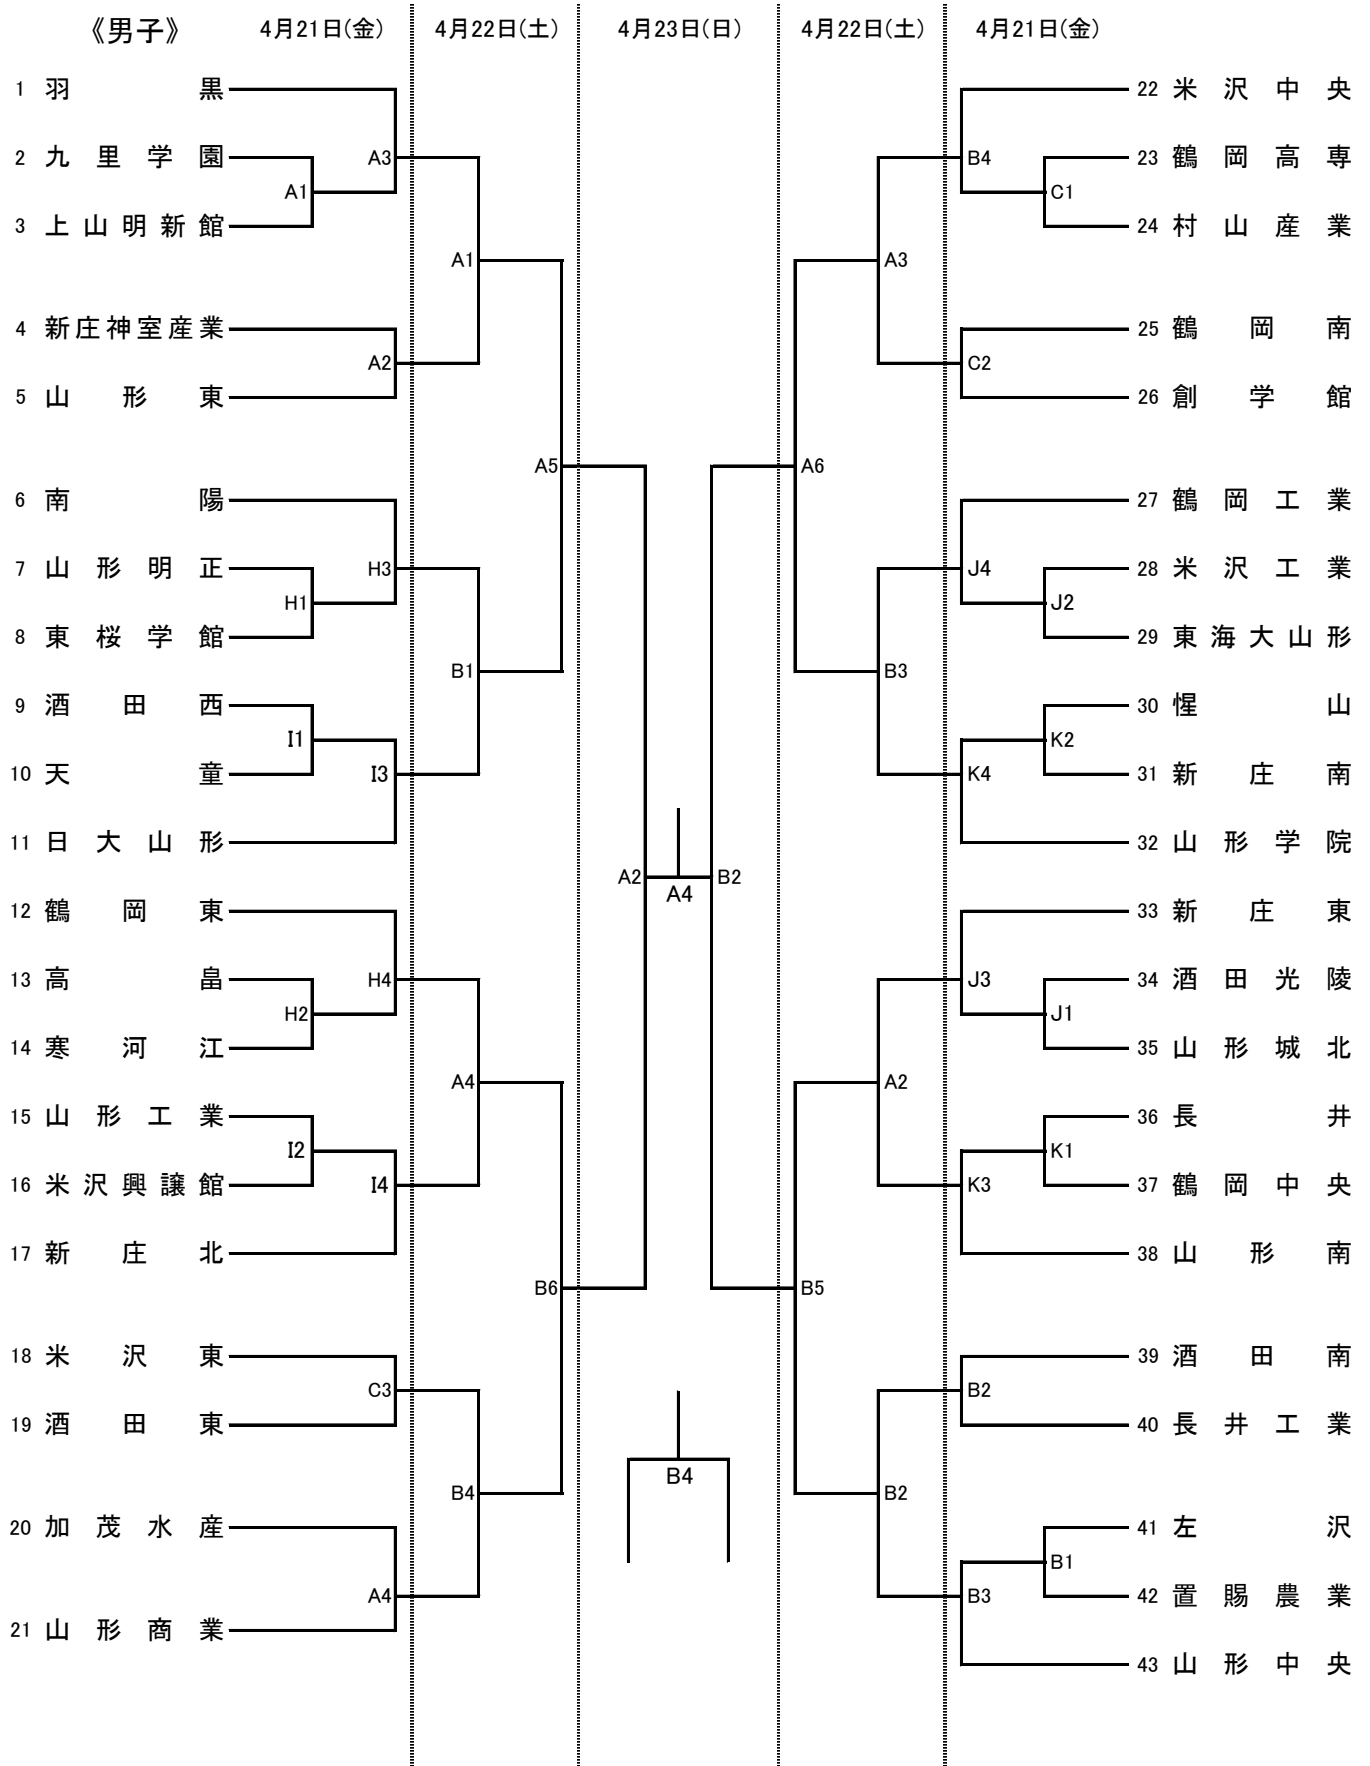 《男子》 4月21日(金) 4月22日(土) 4月23日(日) 4月22日(土) 4月21日(金)
1 羽黒 22 米沢中央
2 九里学園 A3 B4 23 鶴岡高専
A1 C1
3 上山明新館 24 村山産業
A1 A3
4 新庄神室産業 25 鶴岡南
A2 C2
5 山形東 26 創学館
A5 A6
6 南陽 27 鶴岡工業
7 山形明正 H3 J4 28 米沢工業
H1 J2
8 東桜学館 29 東海大山形
B1 B3
9 酒田西 30 惺山
I1 K2
10 天童 I3 K4 31 新庄南
11 日大山形 32 山形学院
A2 B2
A4
12 鶴岡東 33 新庄東
13 高畠 H4 J3 34 酒田光陵
H2 J1
14 寒河江 35 山形城北
A4 A2
15 山形工業 36 長井
I2 K1
16 米沢興譲館 I4 K3 37 鶴岡中央
17 新庄北 38 山形南
B6 B5
18 米沢東 39 酒田南
C3 B2
19 酒田東 40 長井工業
B4
B4 B2
20 加茂水産 41 左沢
B1
A4 B3 42 置賜農業
21 山形商業
43 山形中央